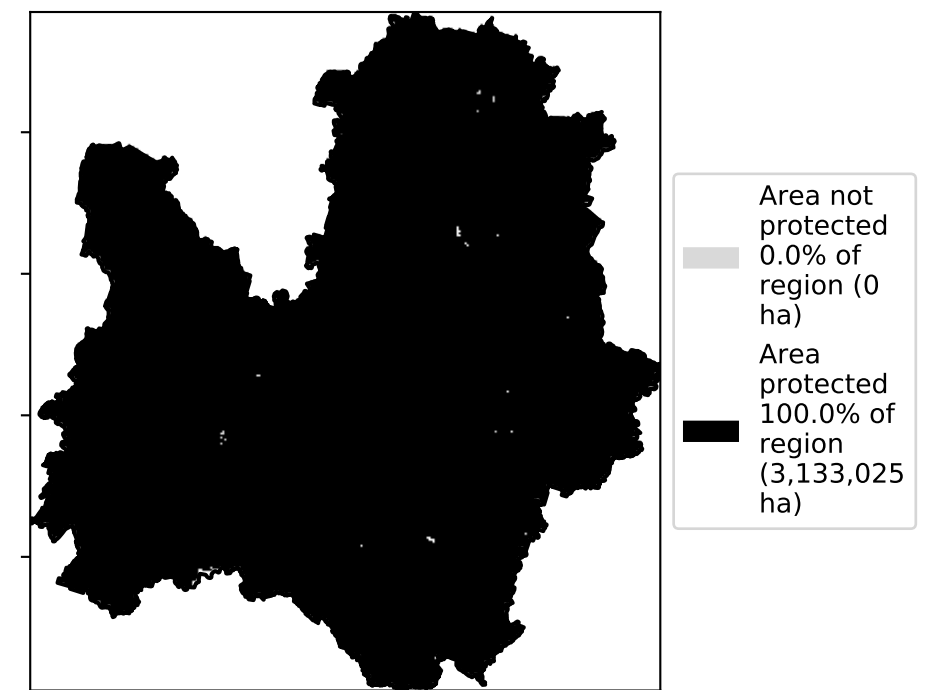 Area not
protected
0.0% of
region (0
ha)
Area
protected
100.0% of
region
(3,133,025
ha)